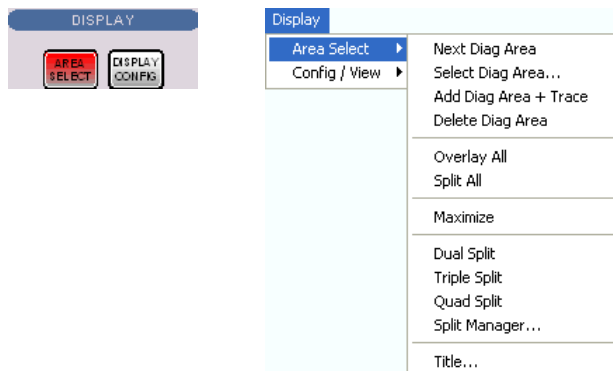 DISPLAY
AREA
SELECT
DISPLAY
CONFIG
Display
Area Select
Config / View
Next Diag Area
Select Diag Area...
Add Diag Area + Trace
Delete Diag Area
Overlay All
Split All
Maximize
Dual Split
Triple Split
Quad Split
Split Manager...
Title...